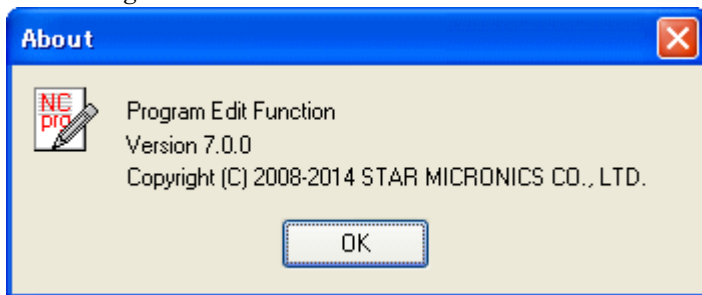 About
NC
pro
Program Edit Function
Version 7.0.0
Copyright (C) 2008-2014 STAR MICRONICS CO., LTD.
OK